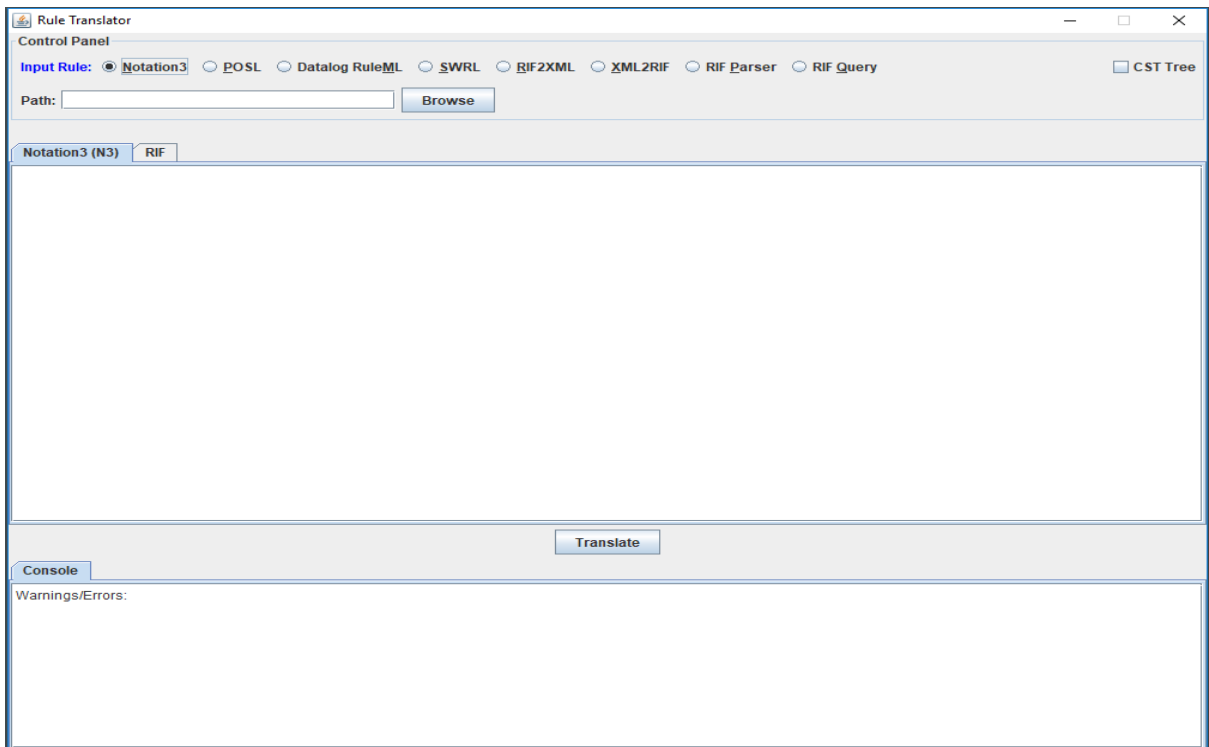 Rule Translator
Control Panel
Input Rule: Notation3 POSL Datalog RuleML SWRL RIF2XML XML2RIF RIF Parser RIF Query CST Tree
Path: Browse
Notation3 (N3) RIF
Translate
Console
Warnings/Errors: